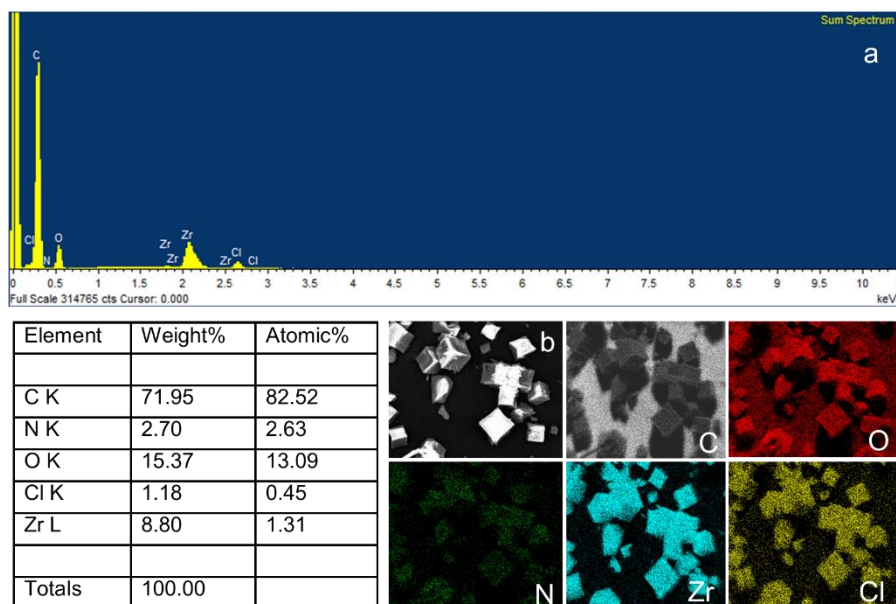 Sum Spectrum
a
C
Cl
N
O
Zr
Zr
Zr
Zr
Cl
Cl
0 0.5 1 1.5 2 2.5 3 3.5 4 4.5 5 5.5 6 6.5 7 7.5 8 8.5 9 9.5 10
Full Scale 314765 cts Cursor: 0.000 keV
Element Weight% Atomic%
C K 71.95 82.52
N K 2.70 2.63
O K 15.37 13.09
Cl K 1.18 0.45
Zr L 8.80 1.31
Totals 100.00
b
C
O
N
Zr
Cl